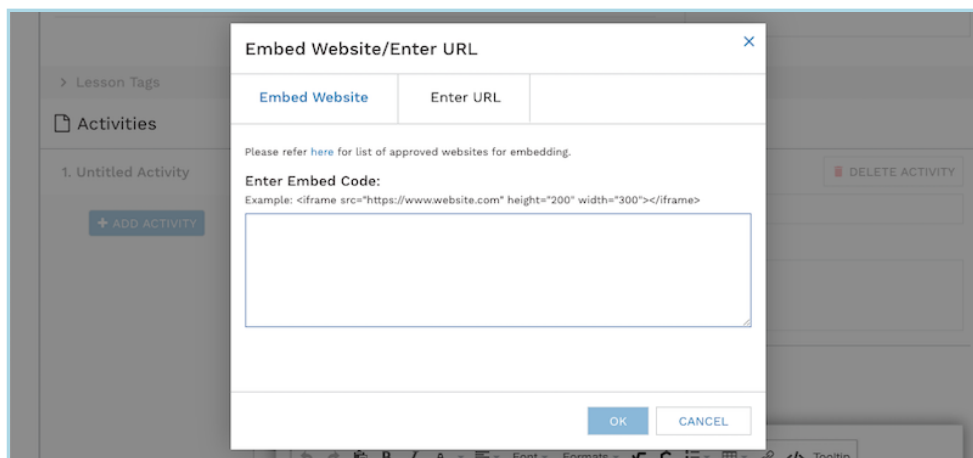 Embed Website/Enter URL
Embed Website
Enter URL
> Lesson Tags
Activities
Please refer here for list of approved websites for embedding.
1. Untitled Activity
DELETE ACTIVITY
Enter Embed Code:
Example: <iframe src="https://www.website.com" height="200" width="300"></iframe>
+ ADD ACTIVITY
OK
CANCEL
Font
Formats
Tooltip